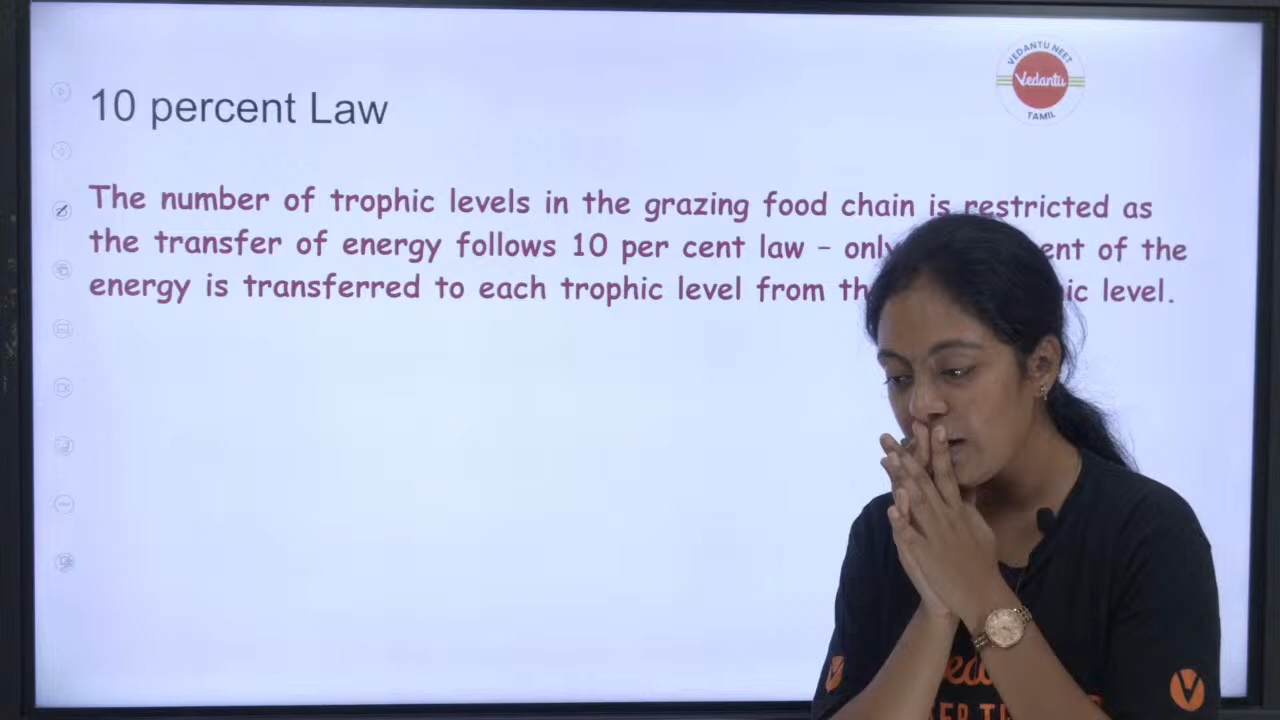 10 percent Law
VEDANTU NEET
Vedantu
TAMIL
The number of trophic levels in the grazing food chain is restricted as
the transfer of energy follows 10 per cent law – only of the
energy is transferred to each trophic level from level.